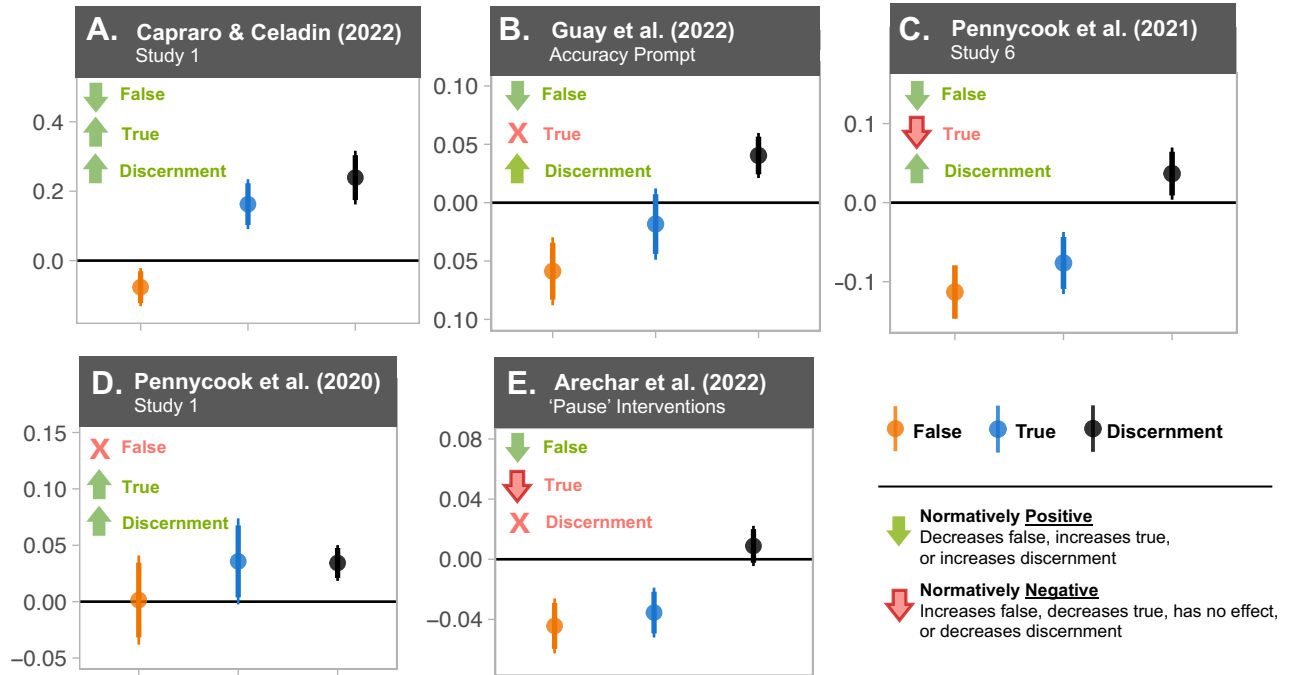 A. Capraro & Celadin (2022)
Study 1
False
True
Discernment
0.4
0.2
0.0
B. Guay et al. (2022)
Accuracy Prompt
False
X True
Discernment
0.10
0.05
0.00
0.05
0.10
C. Pennycook et al. (2021)
Study 6
False
True
Discernment
0.1
0.0
−0.1
D. Pennycook et al. (2020)
Study 1
X False
True
Discernment
0.15
0.10
0.05
0.00
−0.05
E. Arechar et al. (2022)
‘Pause’ Interventions
False
True
X Discernment
0.08
0.04
0.00
−0.04
False True Discernment
Normatively Positive
Decreases false, increases true,
or increases discernment
Normatively Negative
Increases false, decreases true, has no effect,
or decreases discernment